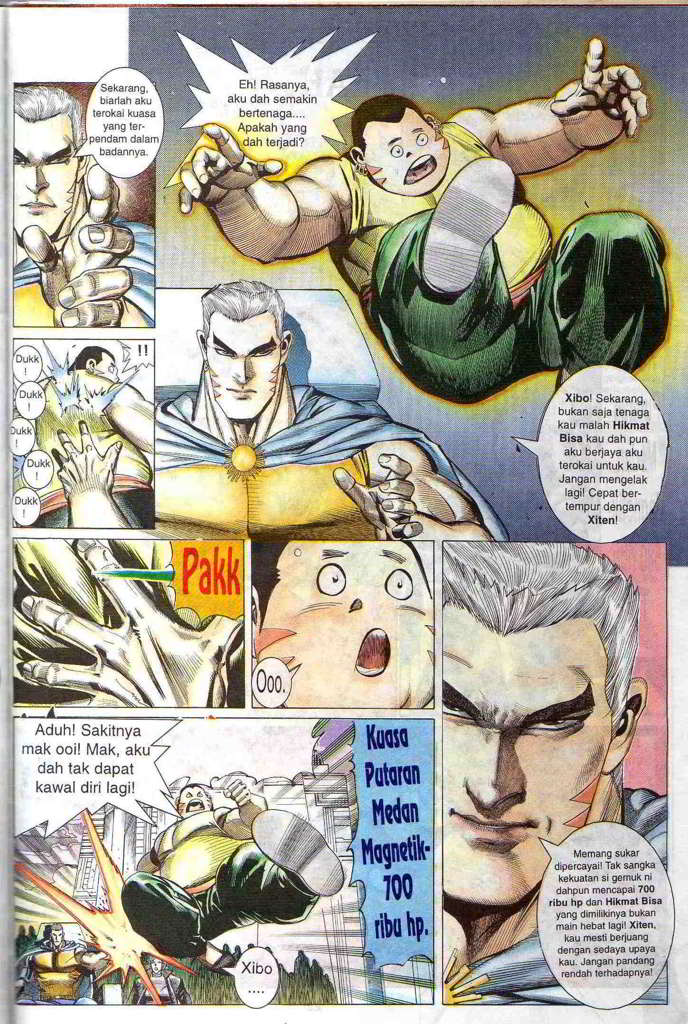 Sekarang,
biarlah aku
terokai kuasa
yang ter-
pendam dalam
badannya.
Eh! Rasanya,
aku dah semakin
bertenaga....
Apakah yang
dah terjadi?
Dukk
!
Dukk
!
Dukk
!
Dukk
!
Dukk
!
!!
Xibo! Sekarang,
bukan saja tenaga
kau malah Hikmat
Bisa kau dah pun
berjaya aku
terokai untuk kau.
Jangan mengelak
lagi! Cepat ber-
tempur dengan
Xiten!
Pakk
Ooo.
Aduh! Sakitnya
mak ooi! Mak, aku
dah tak dapat
kawal diri lagi!
Kuasa
Putaran
Medan
Magnetik-
700
ribu hp.
Xibo
....
Memang sukar
dipercayai! Tak sangka
kekuatan si gemuk ni
dahpun mencapai 700
ribu hp dan Hikmat Bisa
yang dimilikinya bukan
main hebat lagi! Xiten,
kau mesti berjuang
dengan sedaya upaya
kau. Jangan pandang
rendah terhadapnya!